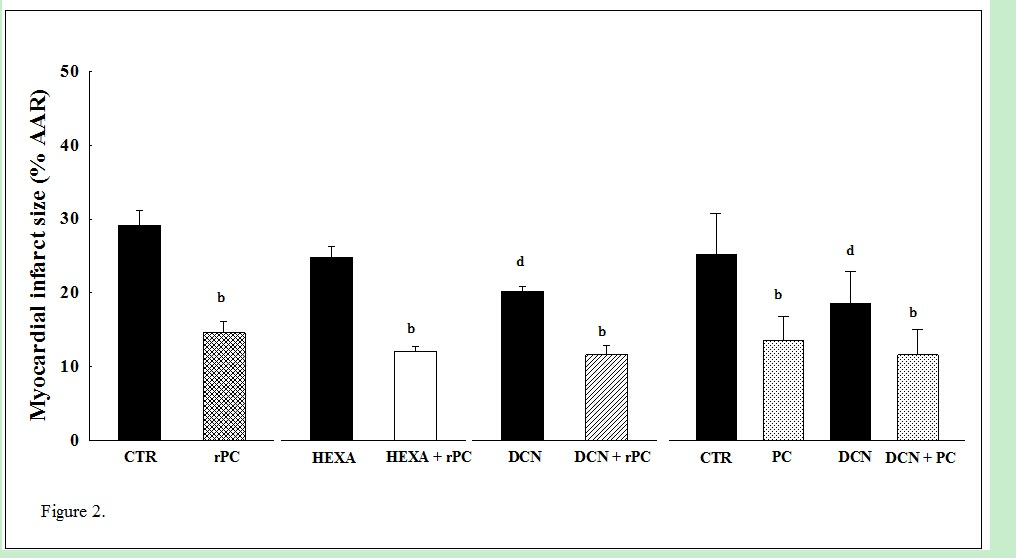 Myocardial infarct size (% AAR)
50
40
30
20
10
0
b
b
d
b
b
d
b
CTR rPC HEXA HEXA + rPC DCN DCN + rPC CTR PC DCN DCN + PC
Figure 2.